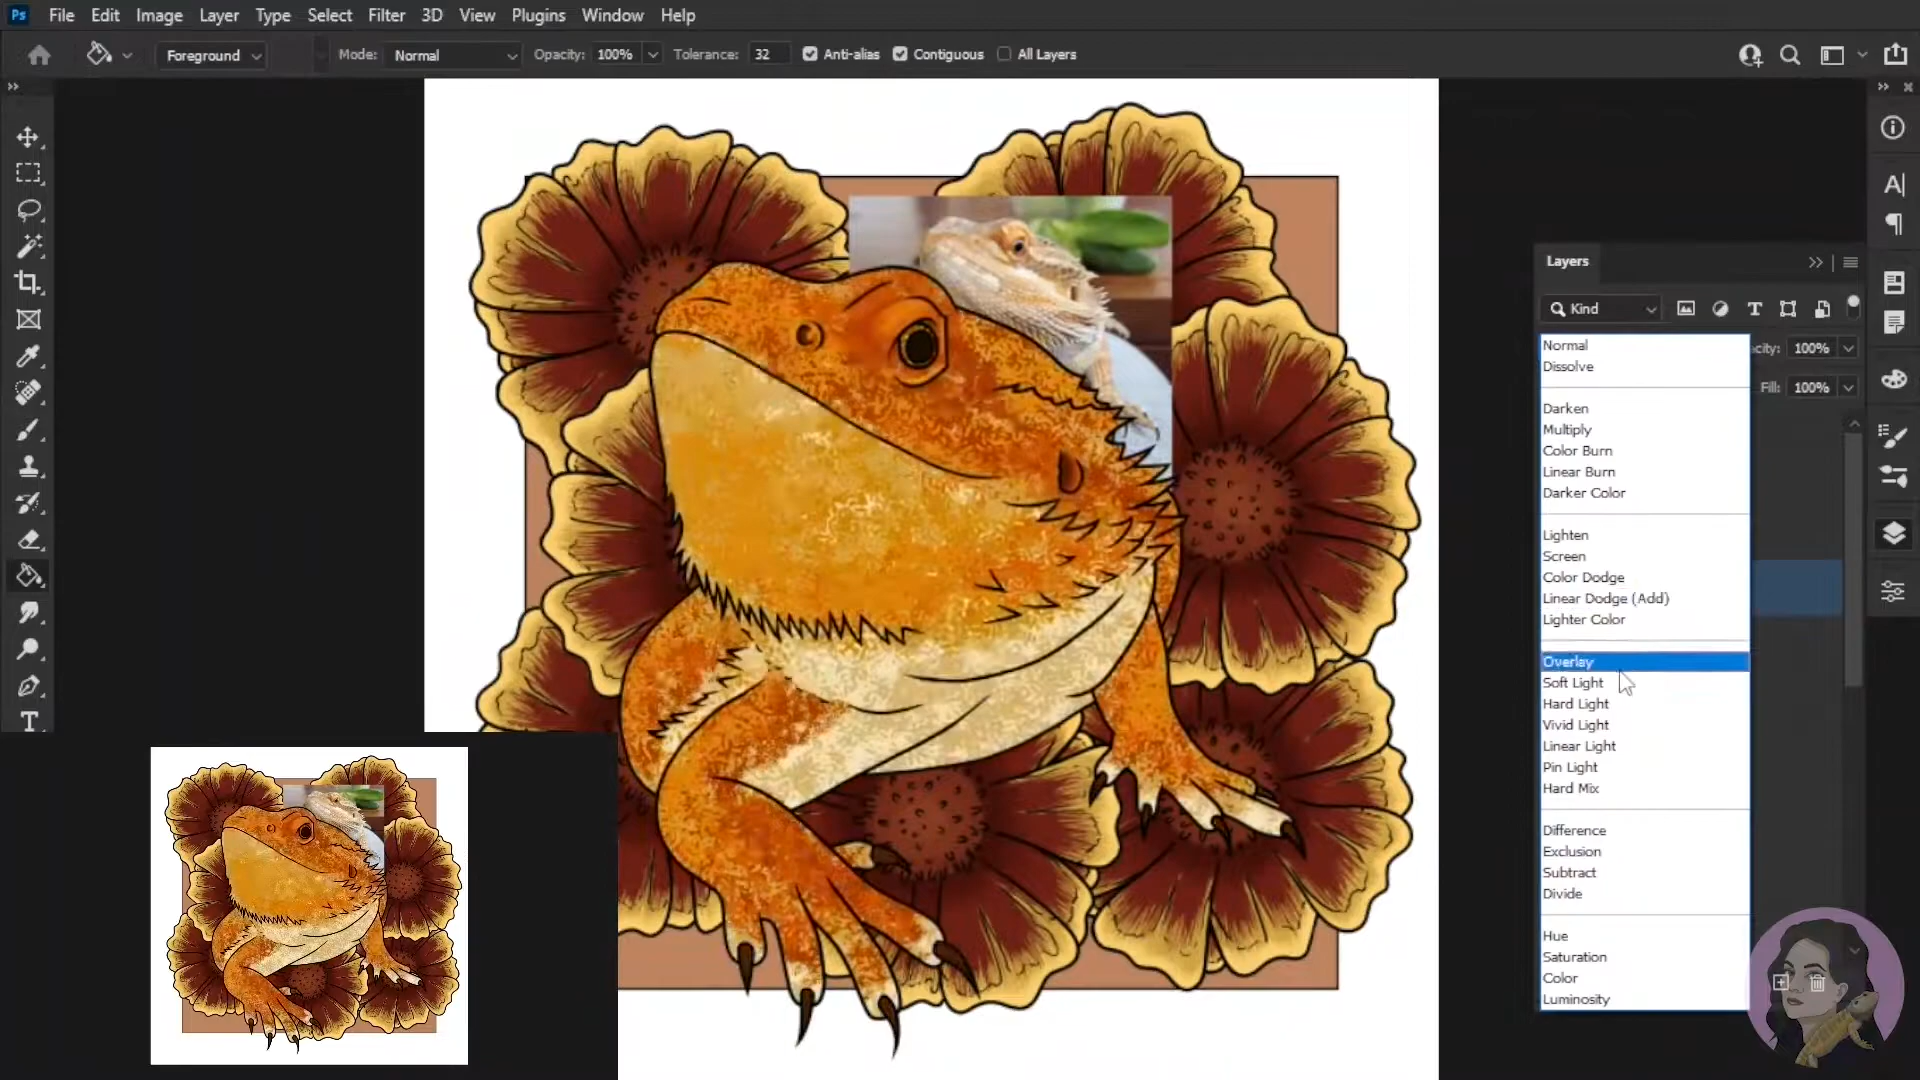 Ps File Edit Image Layer Type Select Filter 3D View Plugins Window Help
Foreground Mode: Normal Opacity: 100% Tolerance: 32 Anti-alias Contiguous All Layers
Layers
Kind
Normal
acity: 100%
Dissolve
Fill: 100%
Darken
Multiply
Color Burn
Linear Burn
Darker Color
Lighten
Screen
Color Dodge
Linear Dodge (Add)
Lighter Color
Overlay
Soft Light
Hard Light
Vivid Light
Linear Light
Pin Light
Hard Mix
Difference
Exclusion
Subtract
Divide
Hue
Saturation
Color
Luminosity